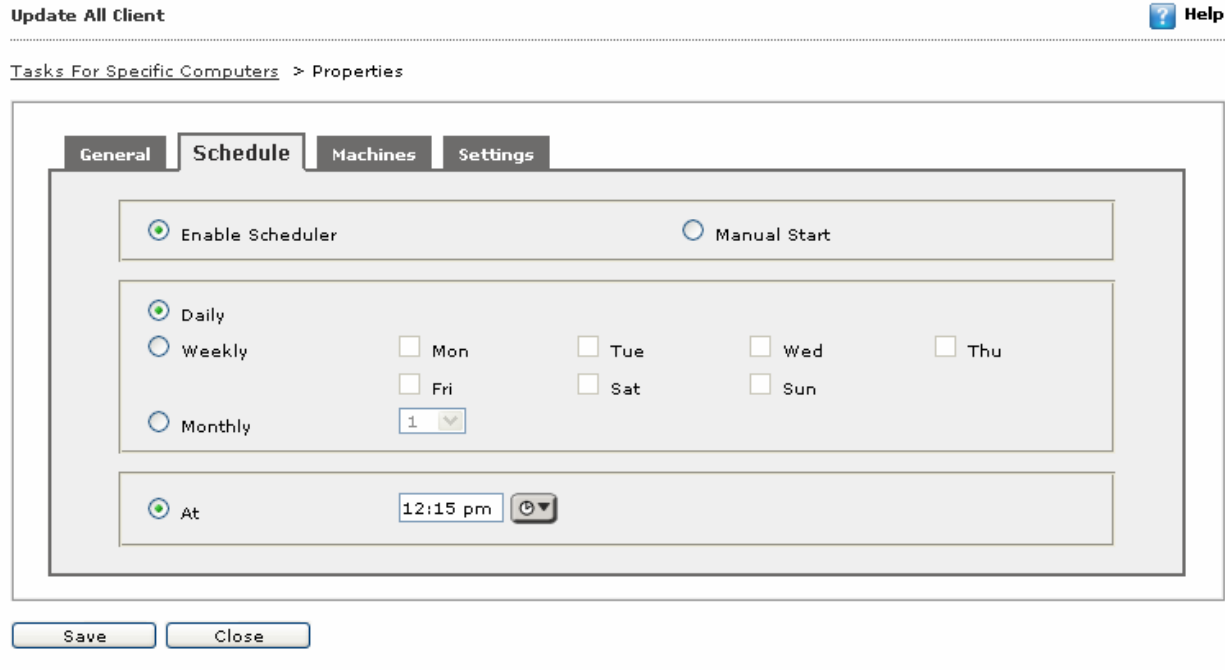 Update All Client
? Help
Tasks For Specific Computers > Properties
General Schedule Machines Settings
Enable Scheduler Manual Start
Daily
Weekly Mon Tue Wed Thu
Fri Sat Sun
Monthly 1
At 12:15 pm
Save Close